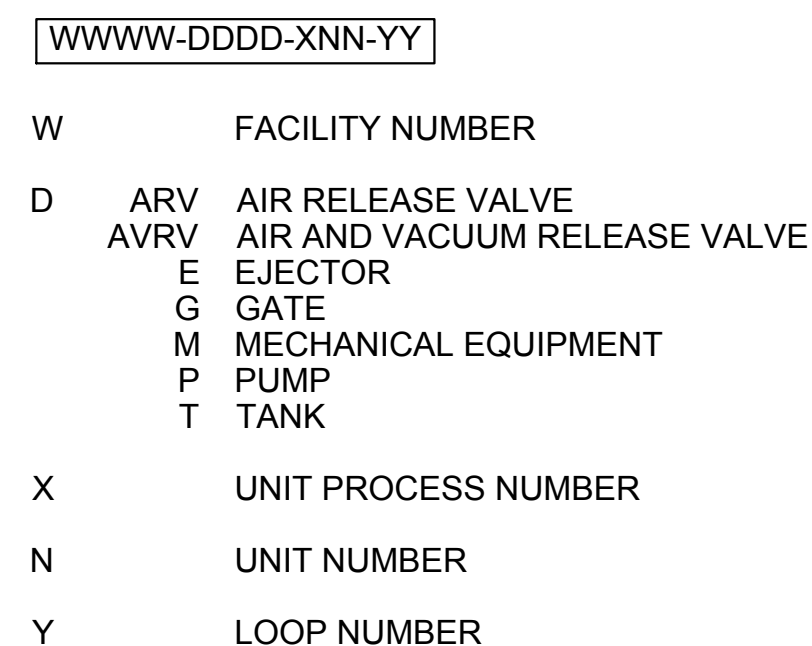 WWWW-DDDD-XNN-YY
W FACILITY NUMBER
D ARV AIR RELEASE VALVE
AVRV AIR AND VACUUM RELEASE VALVE
E EJECTOR
G GATE
M MECHANICAL EQUIPMENT
P PUMP
T TANK
X UNIT PROCESS NUMBER
N UNIT NUMBER
Y LOOP NUMBER